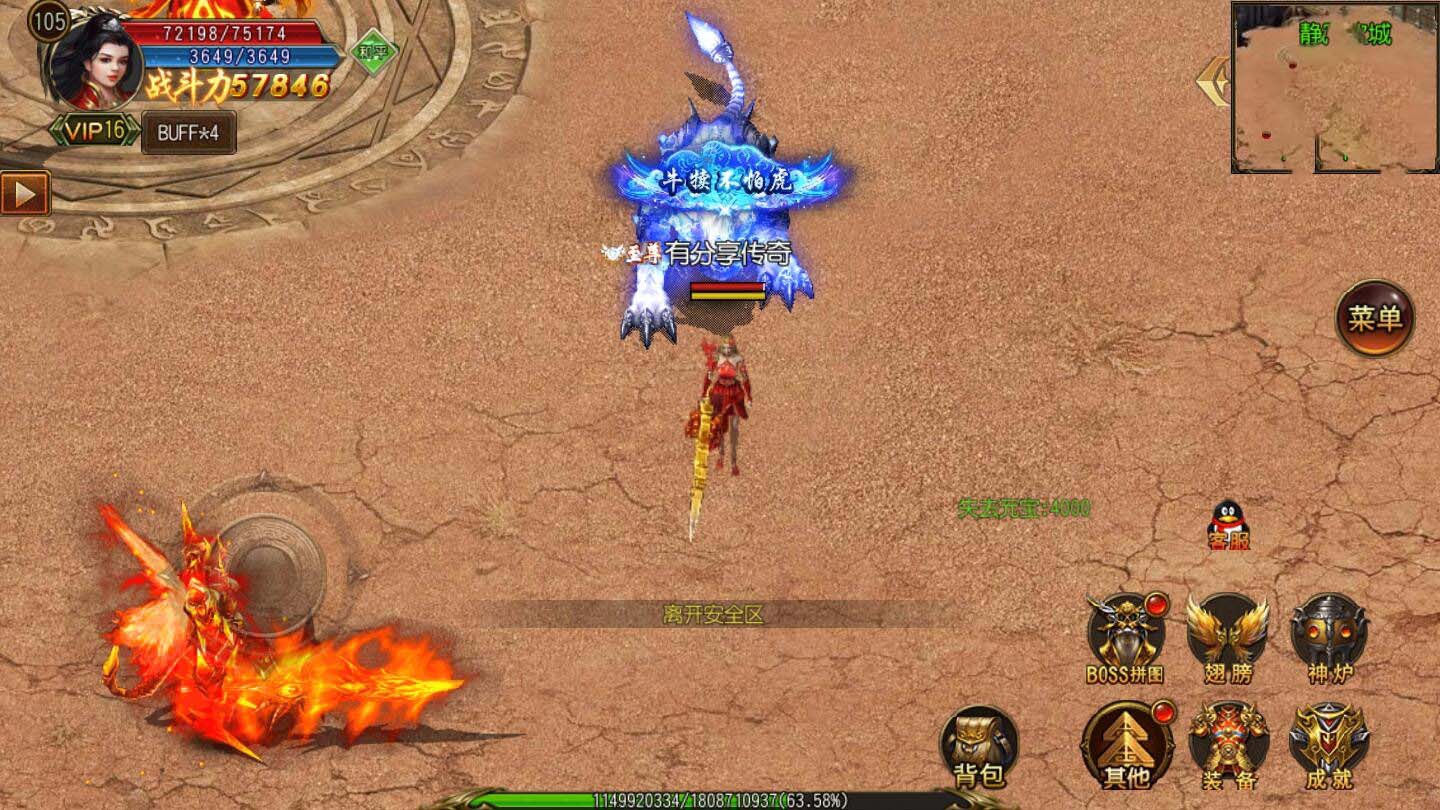 105
72198/75174
3649/3649
和平
战斗力57846
VIP16
BUFF*4
静 城
牛犊不怕虎
至尊有分享传奇
菜单
失去元宝:4000
客服
离开安全区
BOSS拼图
翅膀
神炉
背包
其他
装备
成就
1149920334/1808710937(63.58%)